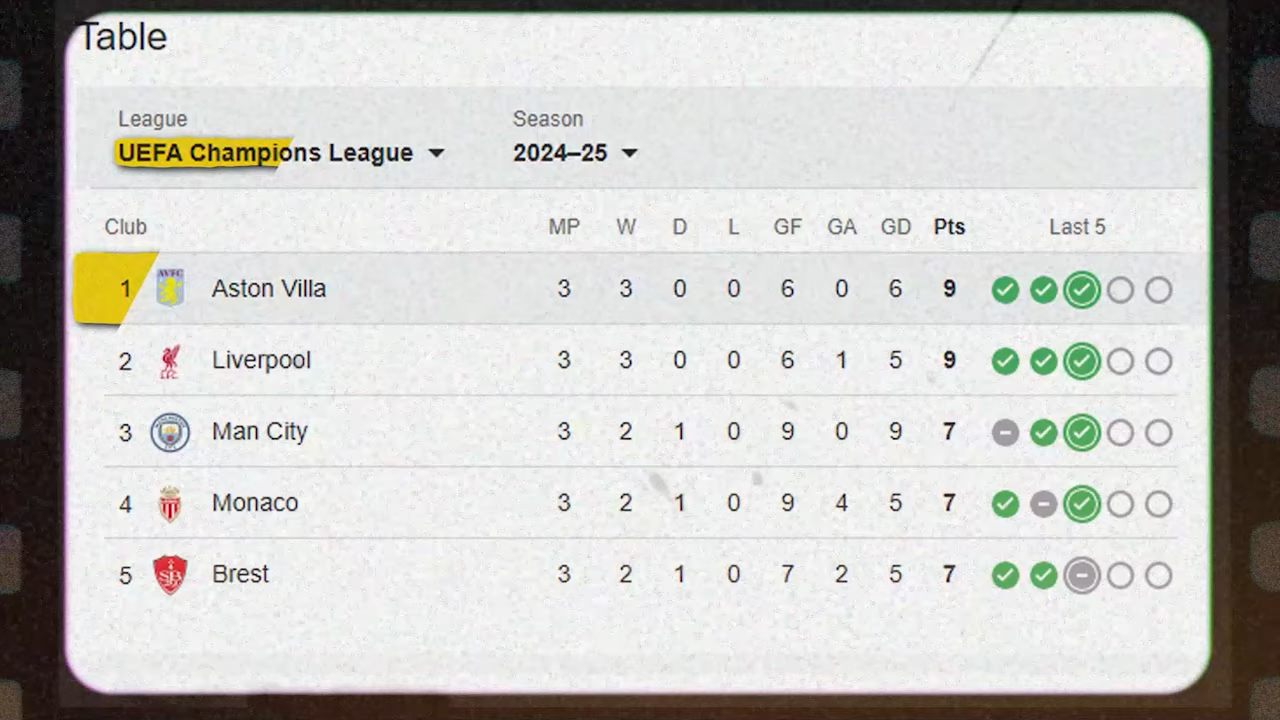 Table
League Season
UEFA Champions League 2024–25
Club MP W D L GF GA GD Pts Last 5
1 AVFC Aston Villa 3 3 0 0 6 0 6 9
2 Liverpool 3 3 0 0 6 1 5 9
3 Man City 3 2 1 0 9 0 9 7
4 Monaco 3 2 1 0 9 4 5 7
5 Brest 3 2 1 0 7 2 5 7